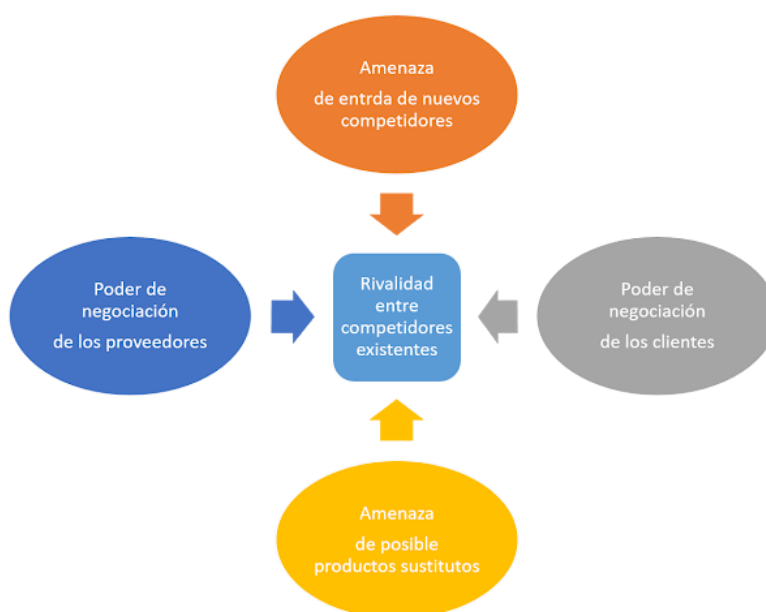 Amenaza
de entrda de nuevos
competidores
Poder de
negociación
de los proveedores
Rivalidad
entre
competidores
existentes
Poder de
negociación
de los clientes
Amenaza
de posible
productos sustitutos